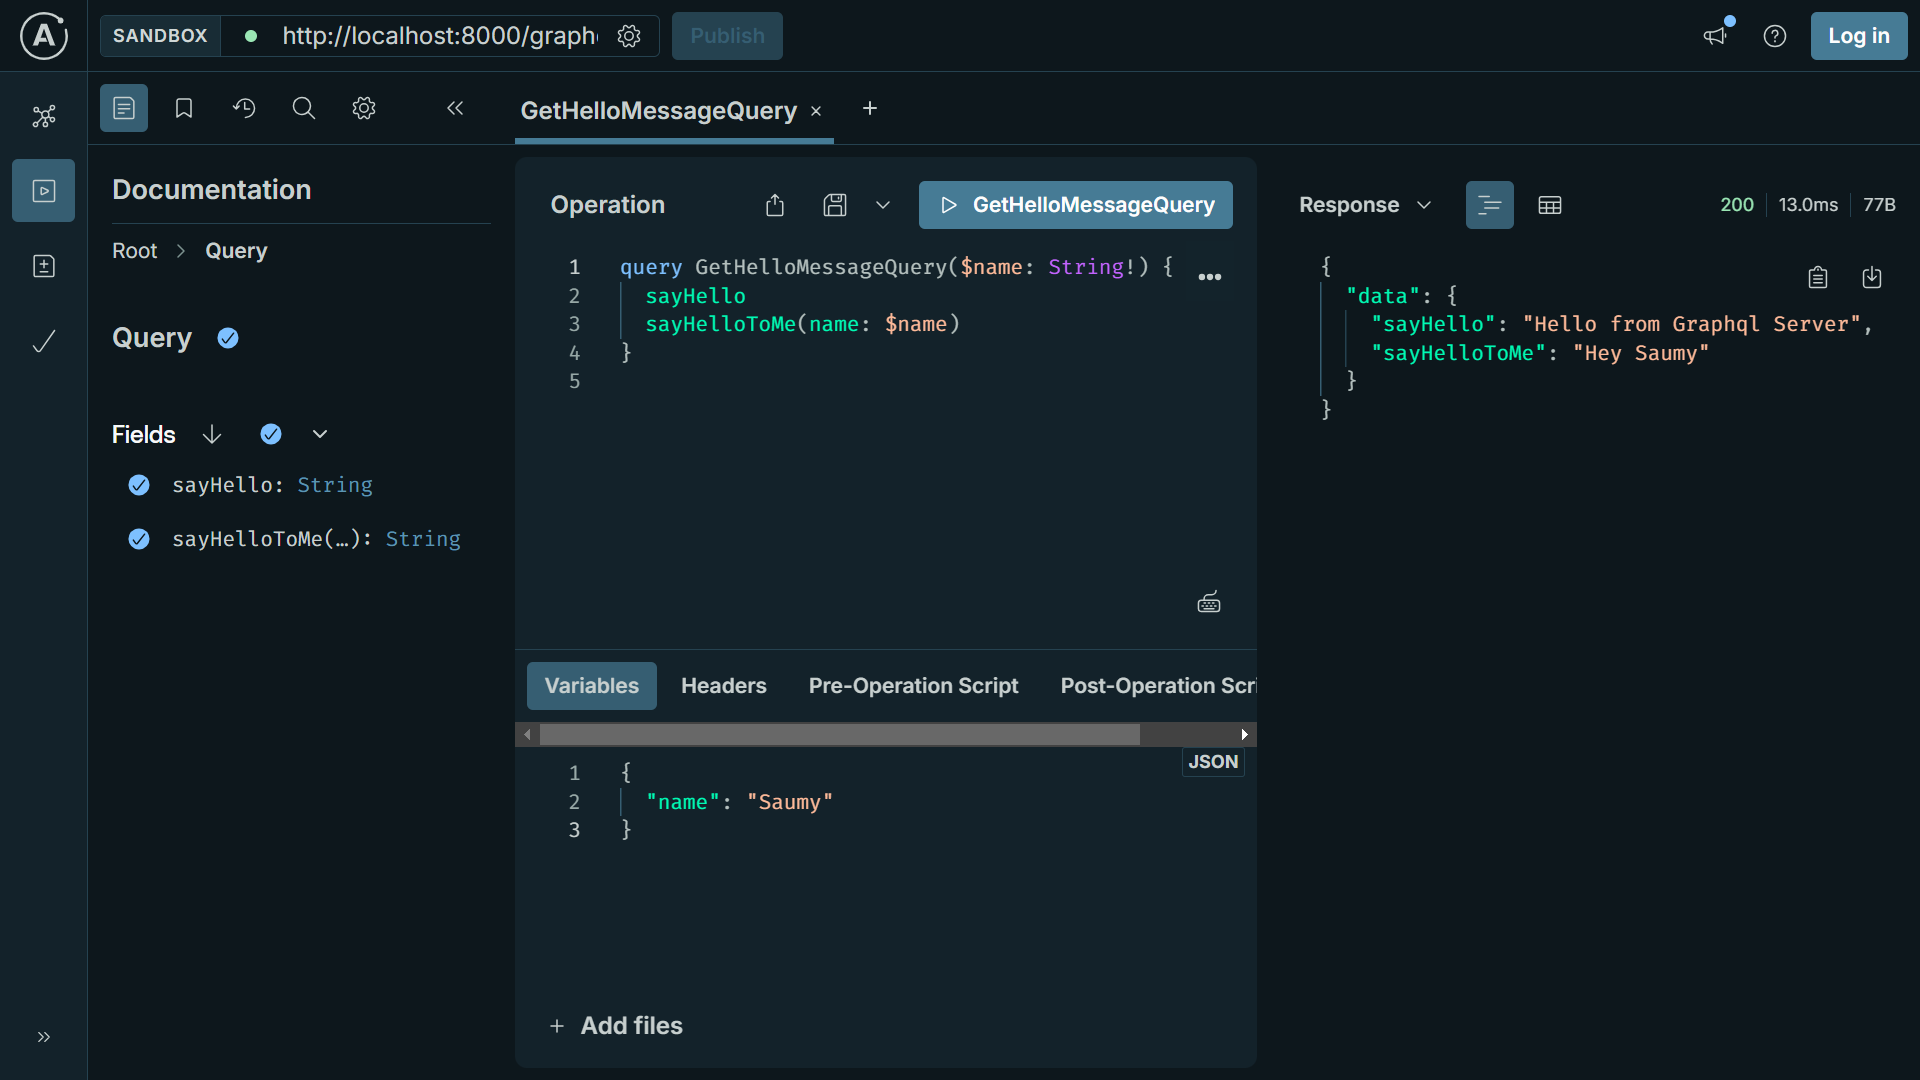 SANDBOX
http://localhost:8000/graph
Publish
Log in
GetHelloMessageQuery
Documentation
Root > Query
Query
Fields
sayHello: String
sayHelloToMe(…): String
Operation
GetHelloMessageQuery
1 query GetHelloMessageQuery($name: String!) {
2 sayHello
3 sayHelloToMe(name: $name)
4 }
5
Variables
Headers
Pre-Operation Script
Post-Operation Scri
JSON
1 {
2 "name": "Saumy"
3 }
+ Add files
Response
200
13.0ms
77B
{
"data": {
"sayHello": "Hello from Graphql Server",
"sayHelloToMe": "Hey Saumy"
}
}